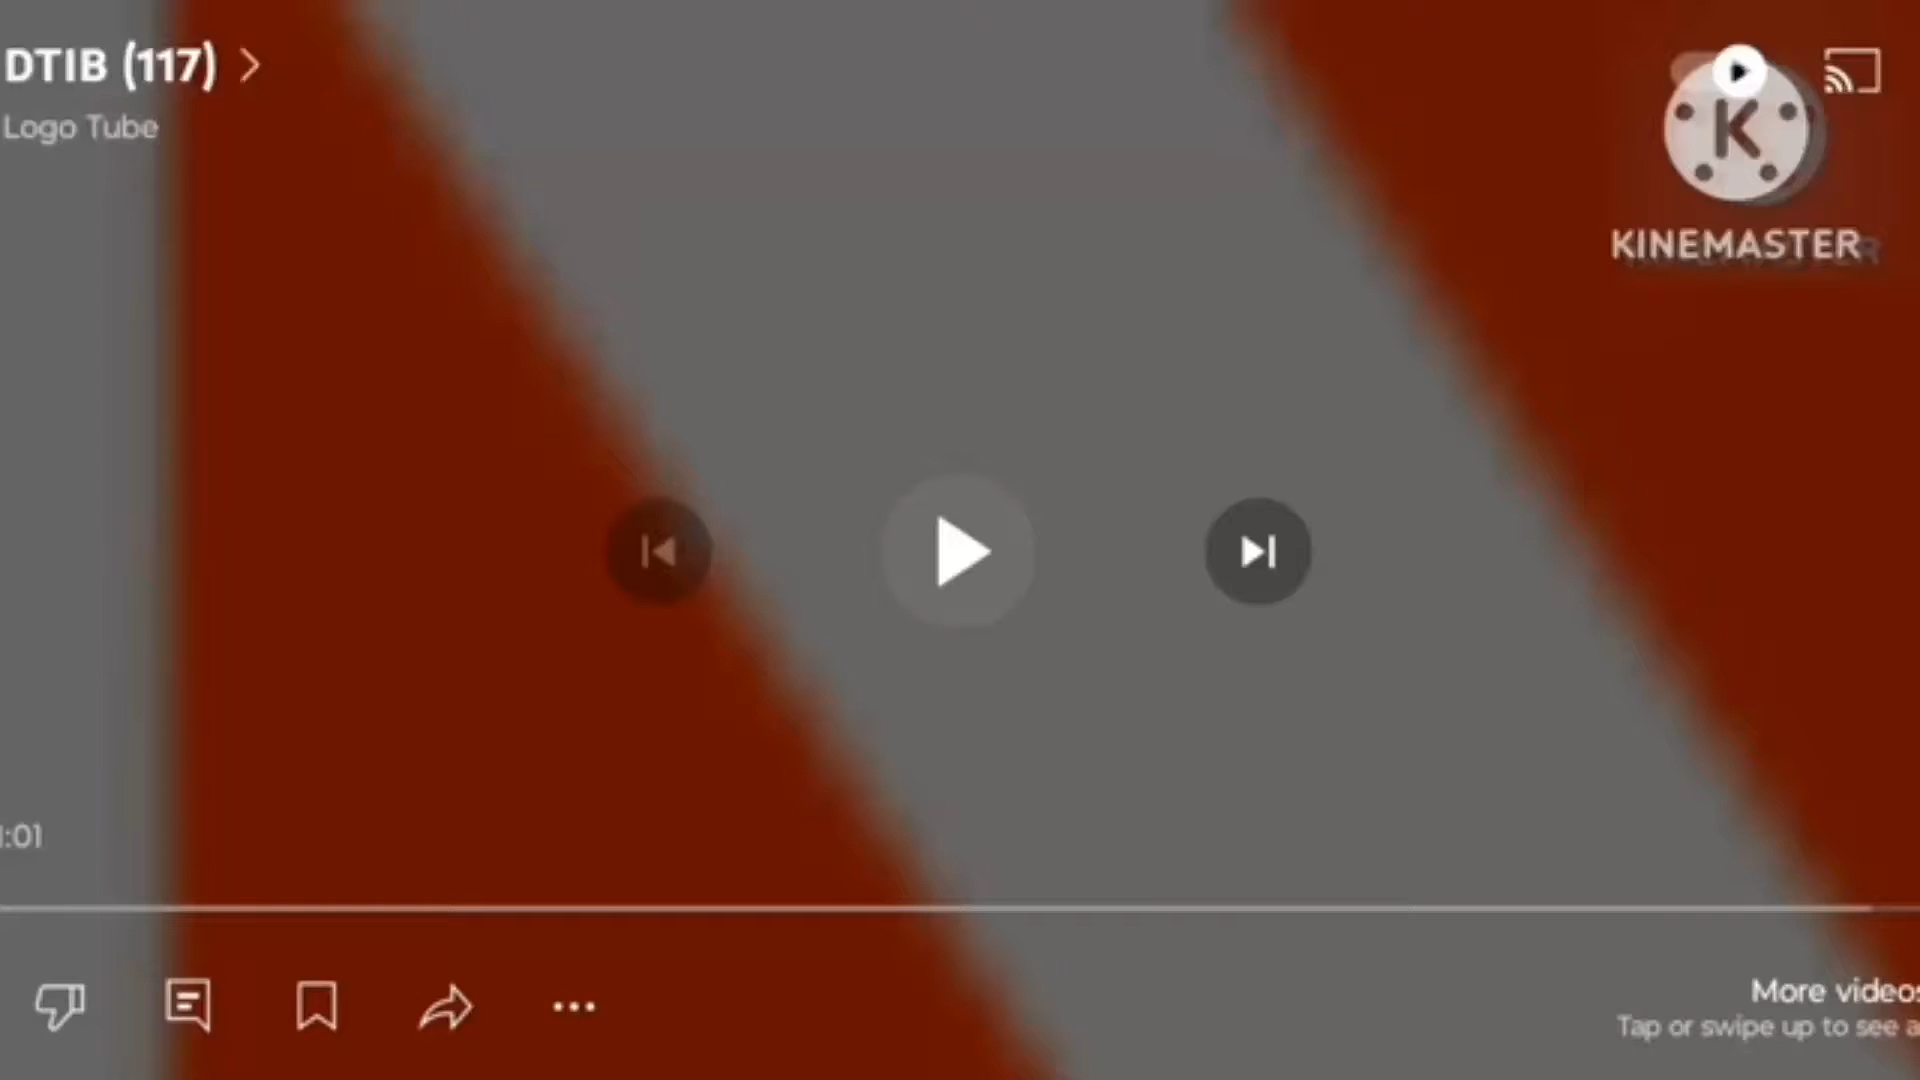 DTIB (117)
Logo Tube
K
KINEMASTER
:01
More videos
Tap or swipe up to see a